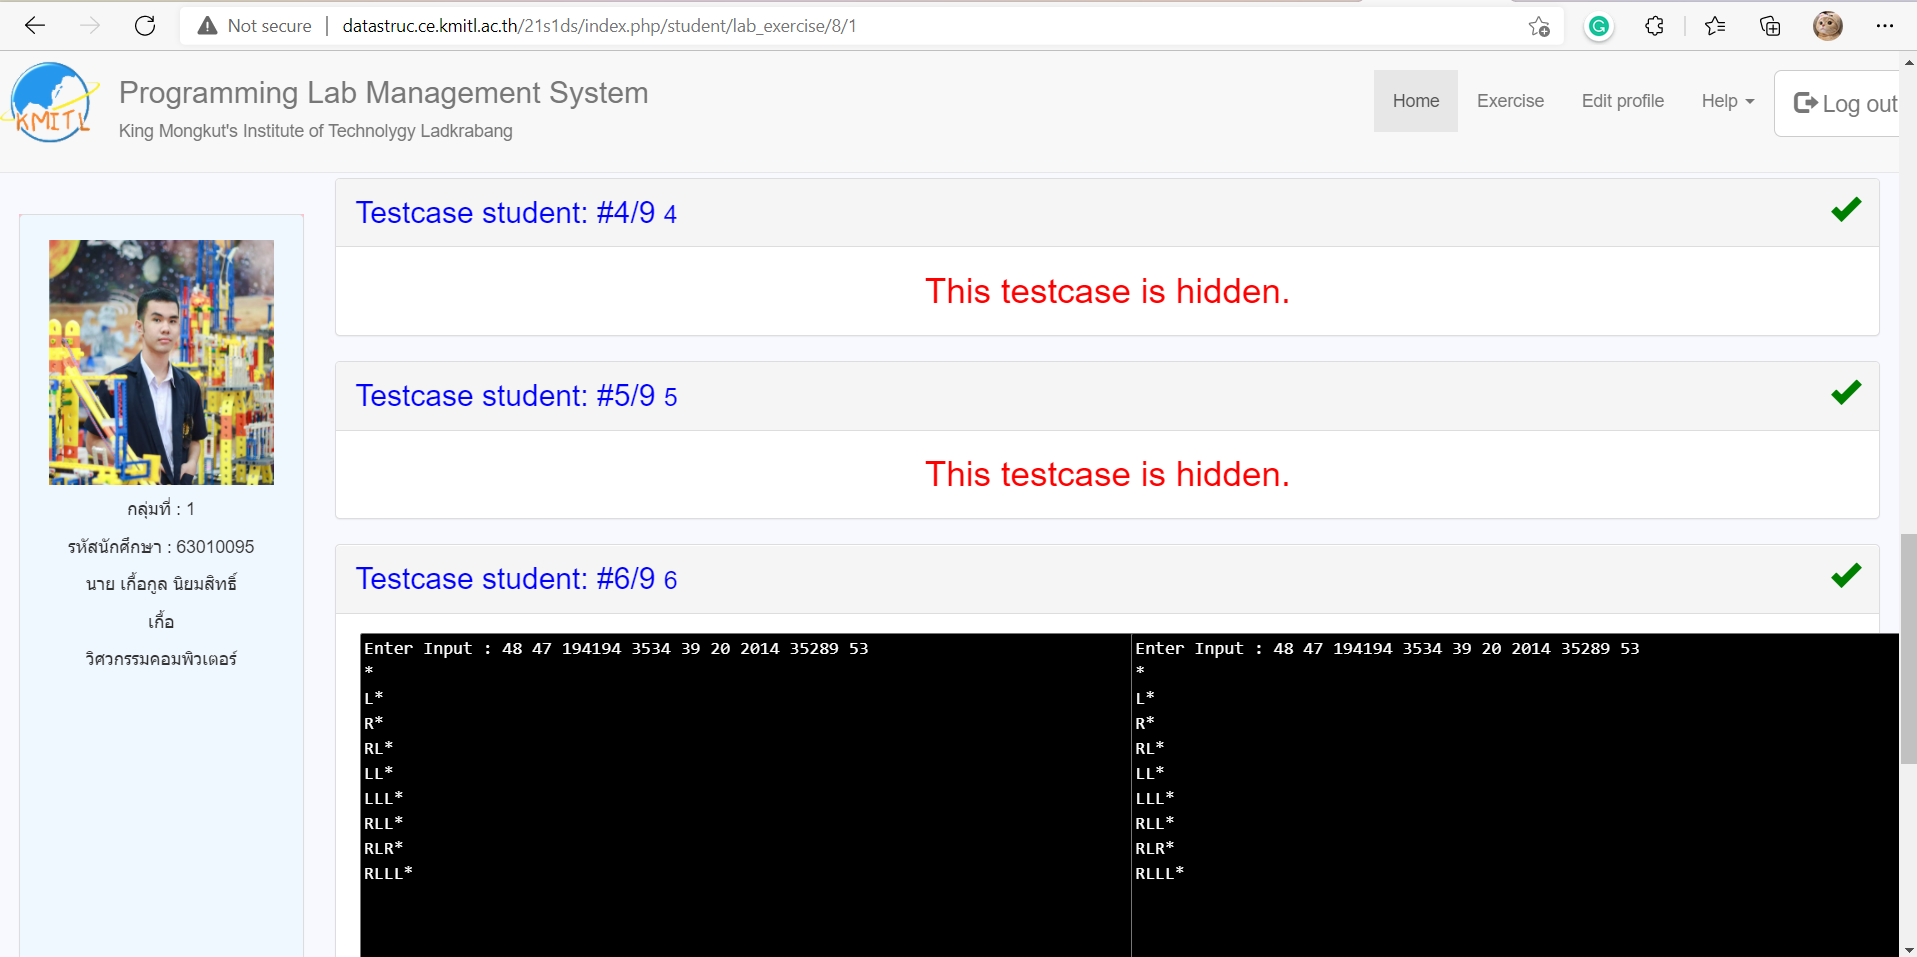 Not secure | datastruc.ce.kmitl.ac.th/21s1ds/index.php/student/lab_exercise/8/1
KMITL
Programming Lab Management System
King Mongkut's Institute of Technolygy Ladkrabang
Home Exercise Edit profile Help Log out
กลุ่มที่ : 1
รหัสนักศึกษา : 63010095
นาย เกื้อกูล นิยมสิทธิ์
เกื้อ
วิศวกรรมคอมพิวเตอร์
Testcase student: #4/9 4
This testcase is hidden.
Testcase student: #5/9 5
This testcase is hidden.
Testcase student: #6/9 6
Enter Input : 48 47 194194 3534 39 20 2014 35289 53
*
L*
R*
RL*
LL*
LLL*
RLL*
RLR*
RLLL*
Enter Input : 48 47 194194 3534 39 20 2014 35289 53
*
L*
R*
RL*
LL*
LLL*
RLL*
RLR*
RLLL*